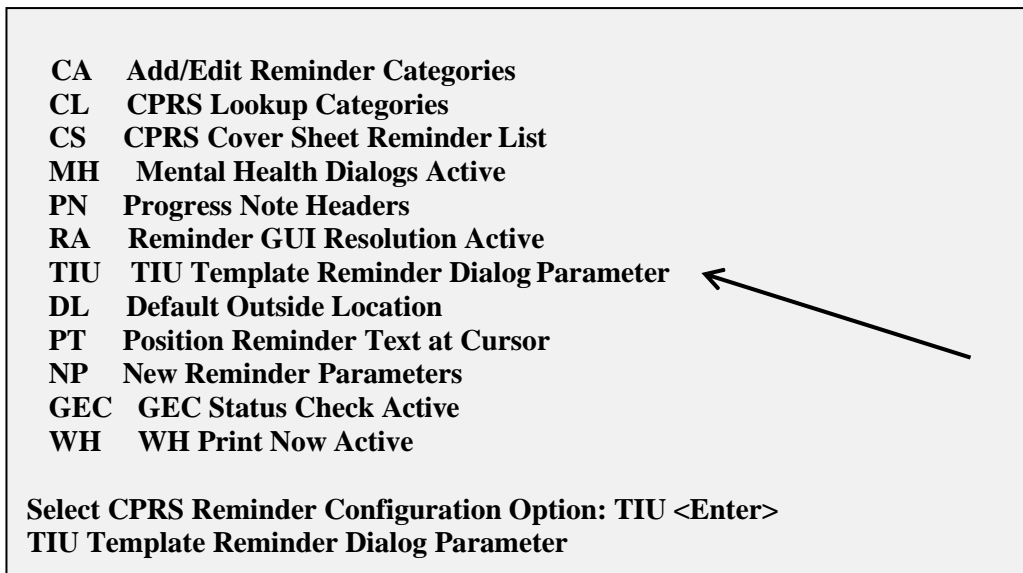 CA Add/Edit Reminder Categories
CL CPRS Lookup Categories
CS CPRS Cover Sheet Reminder List
MH Mental Health Dialogs Active
PN Progress Note Headers
RA Reminder GUI Resolution Active
TIU TIU Template Reminder Dialog Parameter
DL Default Outside Location
PT Position Reminder Text at Cursor
NP New Reminder Parameters
GEC GEC Status Check Active
WH WH Print Now Active
Select CPRS Reminder Configuration Option: TIU <Enter>
TIU Template Reminder Dialog Parameter